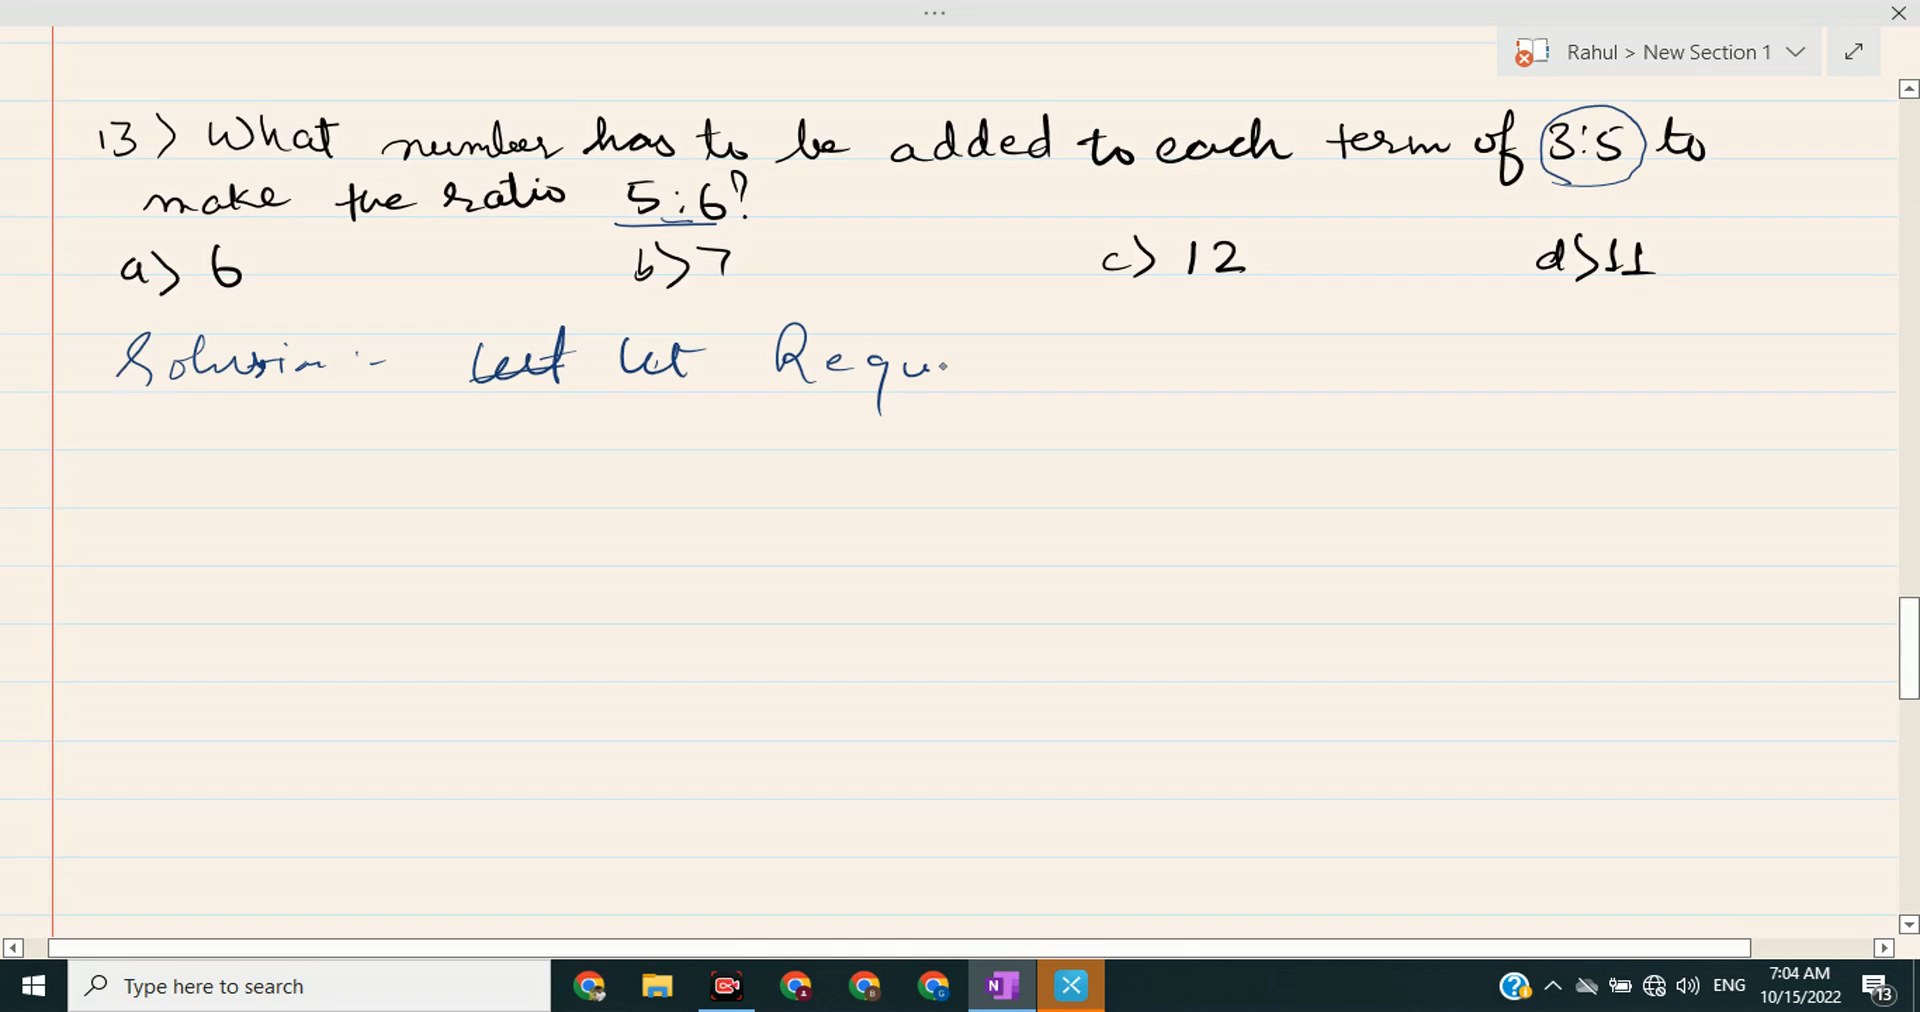 ...
Rahul > New Section 1
13> What number has to be added to each term of 3:5 to
make the ratio 5:6?
a> 6 b> 7 c> 12 d> 11
Solution :- let Requ
Type here to search
ENG
7:04 AM
10/15/2022
13